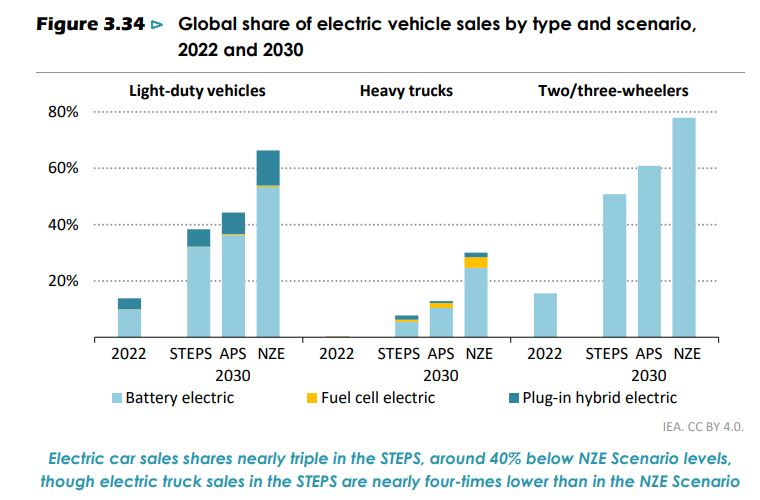 Figure 3.34 ⊳ Global share of electric vehicle sales by type and scenario,
2022 and 2030
Light-duty vehicles Heavy trucks Two/three-wheelers
80%
60%
40%
20%
2022 STEPS APS NZE 2022 STEPS APS NZE 2022 STEPS APS NZE
2030 2030 2030
Battery electric Fuel cell electric Plug-in hybrid electric
IEA. CC BY 4.0.
Electric car sales shares nearly triple in the STEPS, around 40% below NZE Scenario levels,
though electric truck sales in the STEPS are nearly four-times lower than in the NZE Scenario